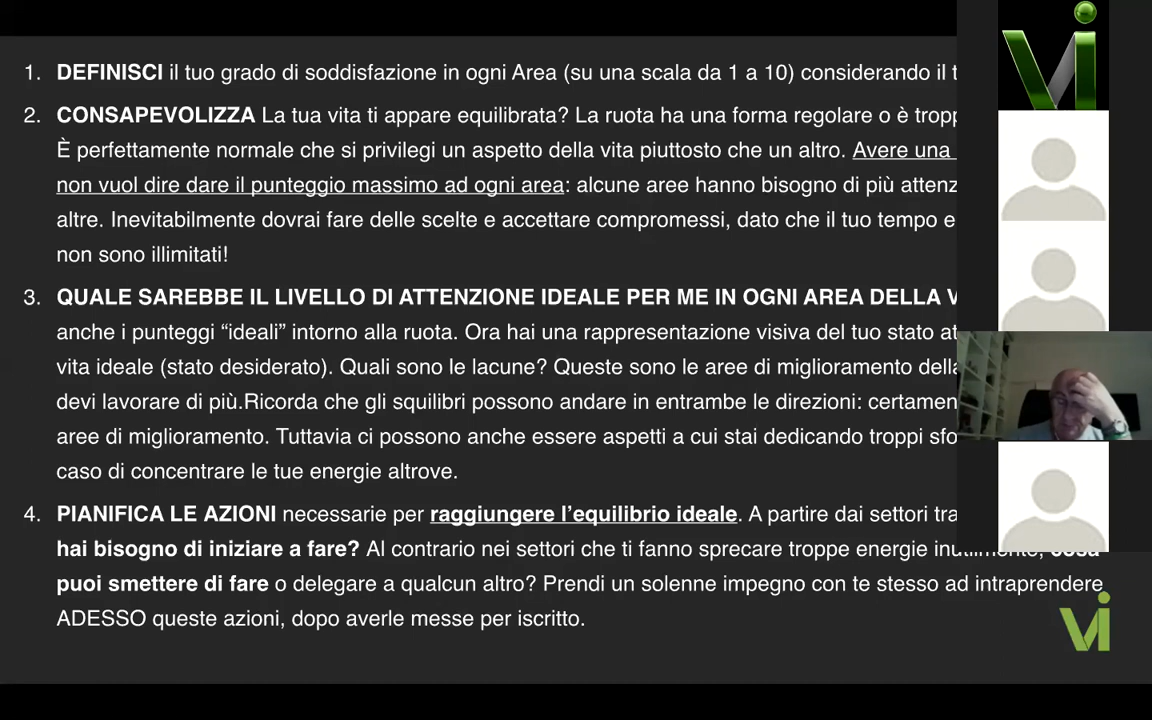 1. DEFINISCI il tuo grado di soddisfazione in ogni Area (su una scala da 1 a 10) considerando il
2. CONSAPEVOLIZZA La tua vita ti appare equilibrata? La ruota ha una forma regolare o è
È perfettamente normale che si privilegi un aspetto della vita piuttosto che un altro. Avere una
non vuol dire dare il punteggio massimo ad ogni area: alcune aree hanno bisogno di più
altre. Inevitabilmente dovrai fare delle scelte e accettare compromessi, dato che il tuo tempo e
non sono illimitati!
3. QUALE SAREBBE IL LIVELLO DI ATTENZIONE IDEALE PER ME IN OGNI AREA DELLA
anche i punteggi “ideali” intorno alla ruota. Ora hai una rappresentazione visiva del tuo stato
vita ideale (stato desiderato). Quali sono le lacune? Queste sono le aree di miglioramento
devi lavorare di più.Ricorda che gli squilibri possono andare in entrambe le direzioni:
aree di miglioramento. Tuttavia ci possono anche essere aspetti a cui stai dedicando troppi
caso di concentrare le tue energie altrove.
4. PIANIFICA LE AZIONI necessarie per raggiungere l’equilibrio ideale. A partire dai settori
hai bisogno di iniziare a fare? Al contrario nei settori che ti fanno sprecare troppe energie
puoi smettere di fare o delegare a qualcun altro? Prendi un solenne impegno con te stesso ad intraprendere
ADESSO queste azioni, dopo averle messe per iscritto.
Vi
Vi